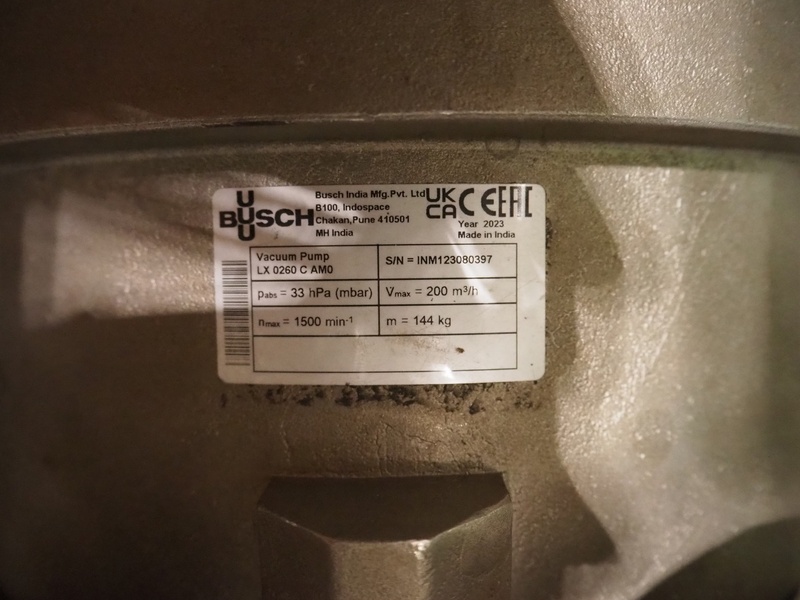 BUSCH
Busch India Mfg.Pvt. Ltd
B100, Indospace
Chakan,Pune 410501
MH India
UK
CA
CE
EAC
Year 2023
Made in India
Vacuum Pump
LX 0260 C AM0
S/N = INM123080397
Pabs = 33 hPa (mbar)
V̇max = 200 m³/h
nmax = 1500 min-1
m = 144 kg